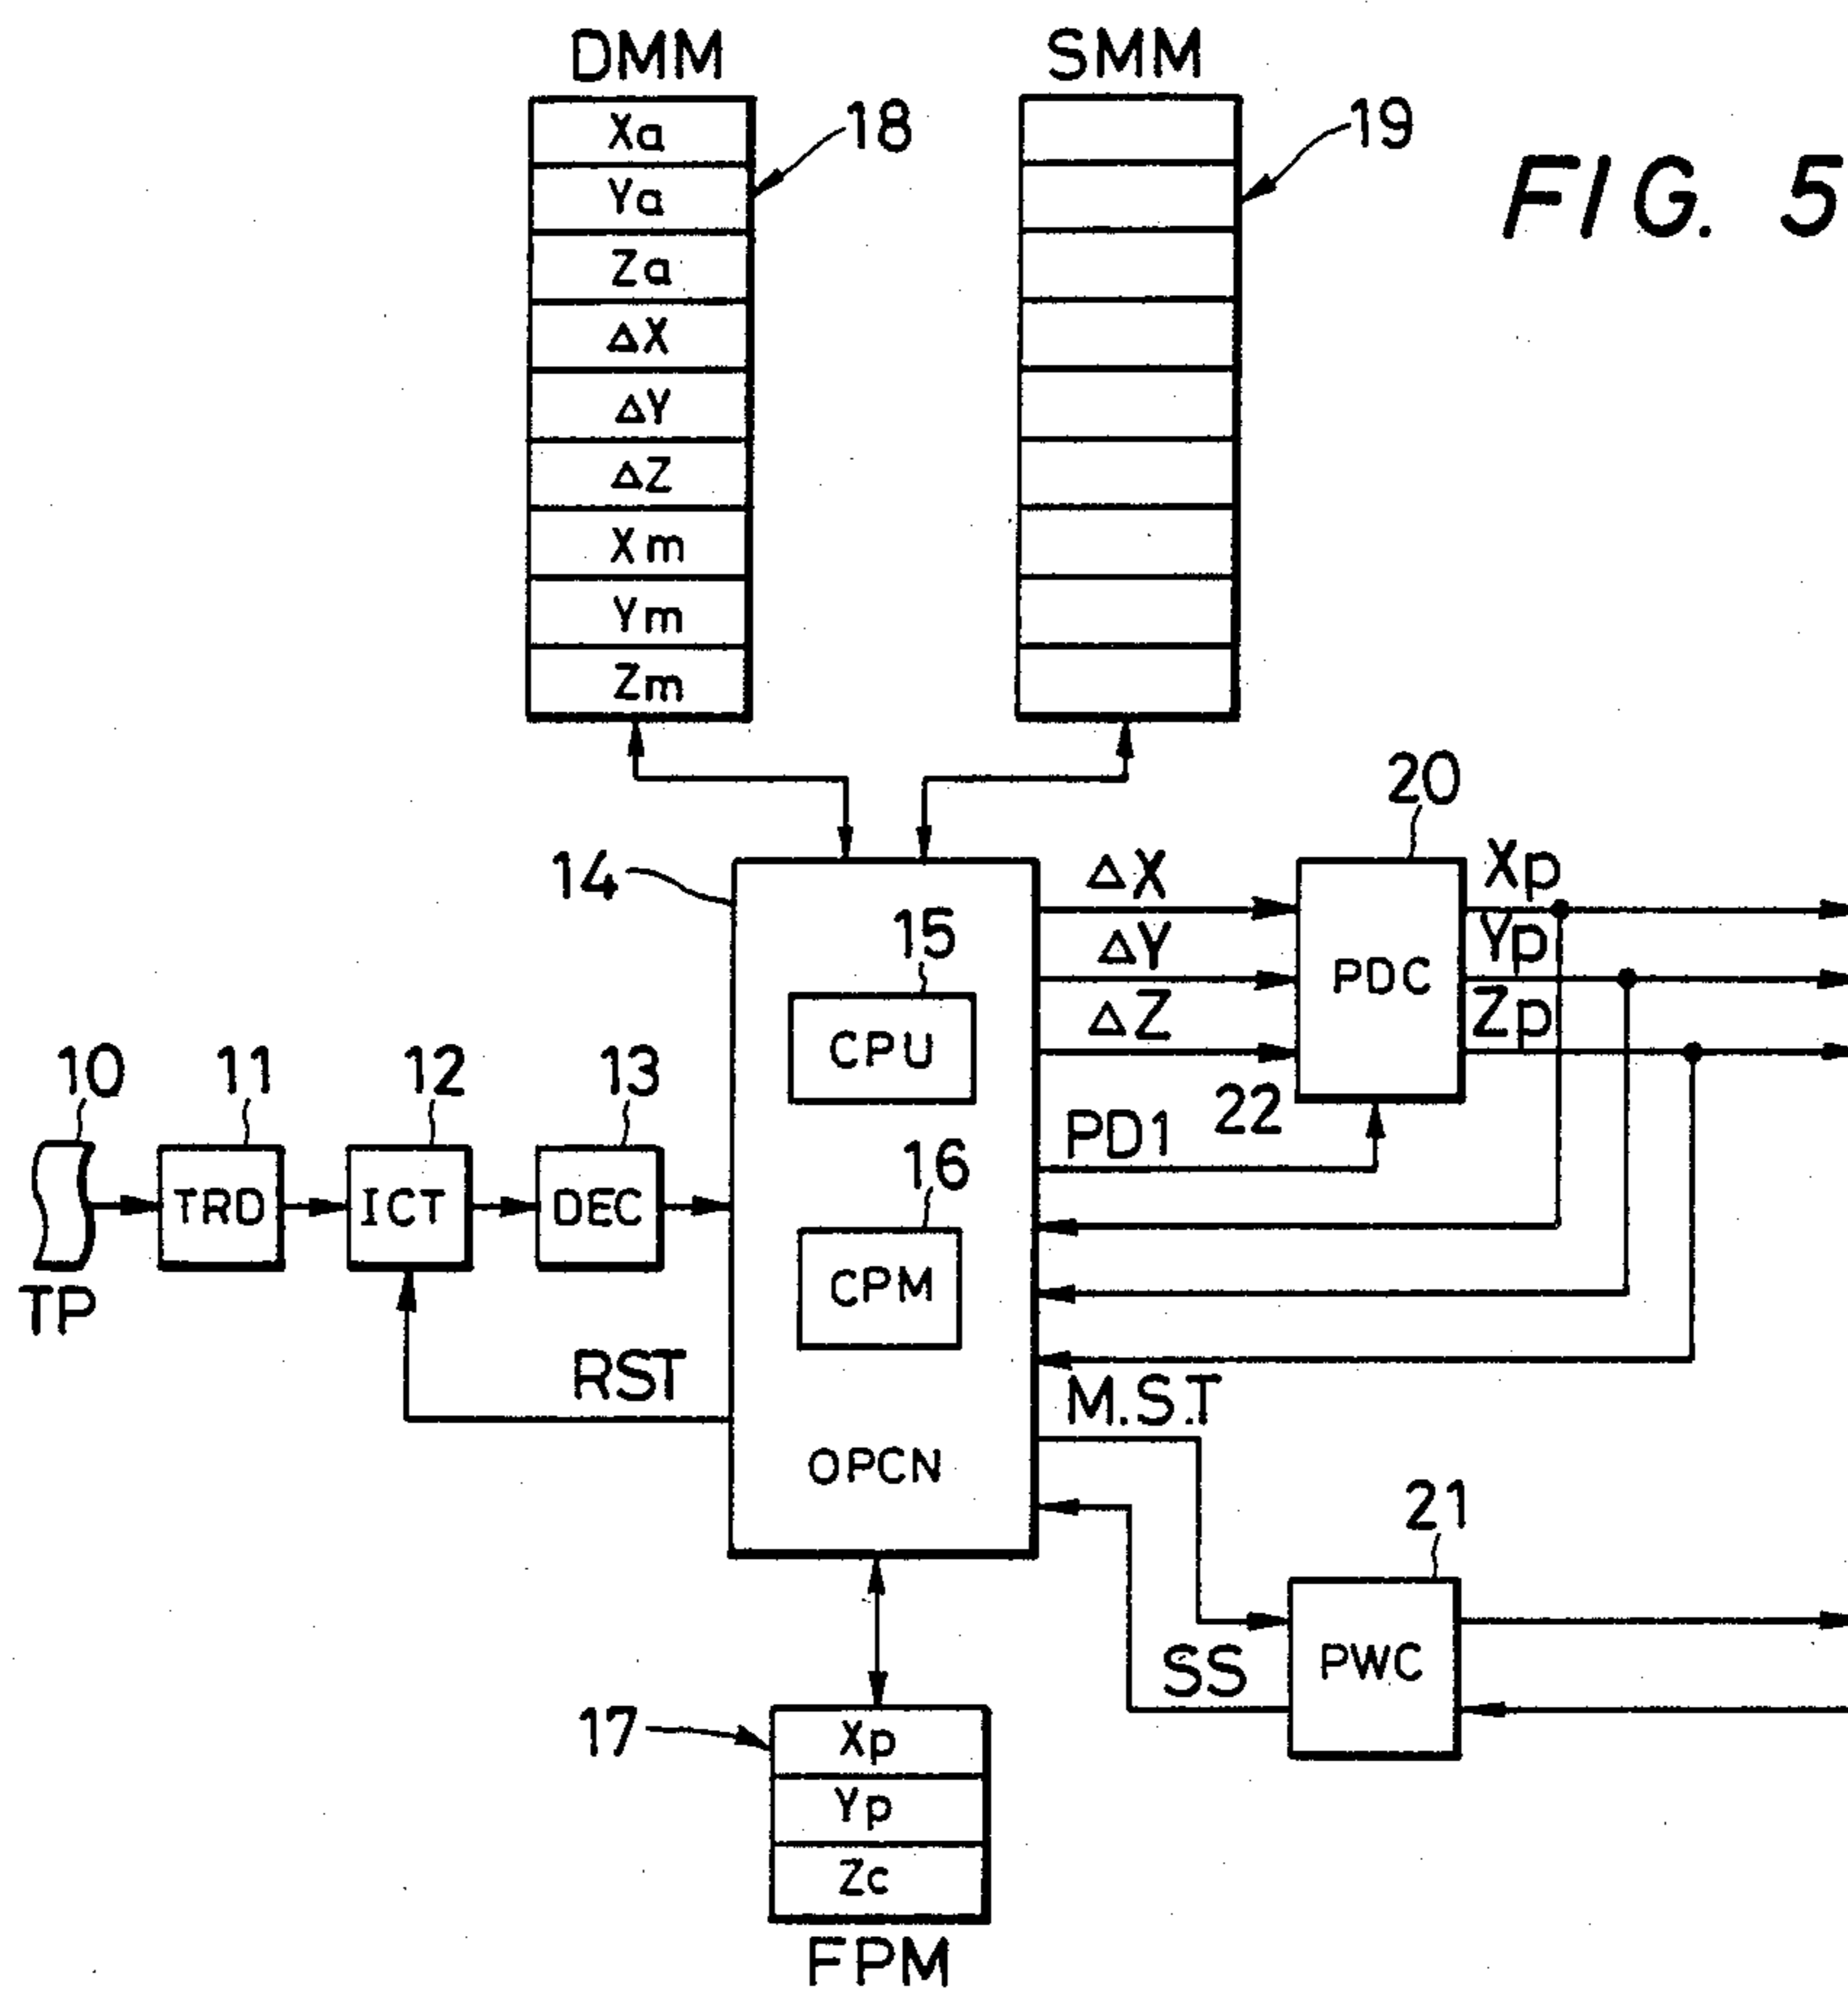 DMM
SMM
18
19
FIG. 5
Xa
Ya
Za
ΔX
ΔY
ΔZ
Xm
Ym
Zm
20
14
ΔX
Xp
15
ΔY
Yp
CPU
PDC
ΔZ
Zp
10
11
12
13
22
PD1
16
TRD
ICT
DEC
CPM
TP
RST
M.S.T
OPCN
21
SS
PWC
17
Xp
Yp
Zc
FPM